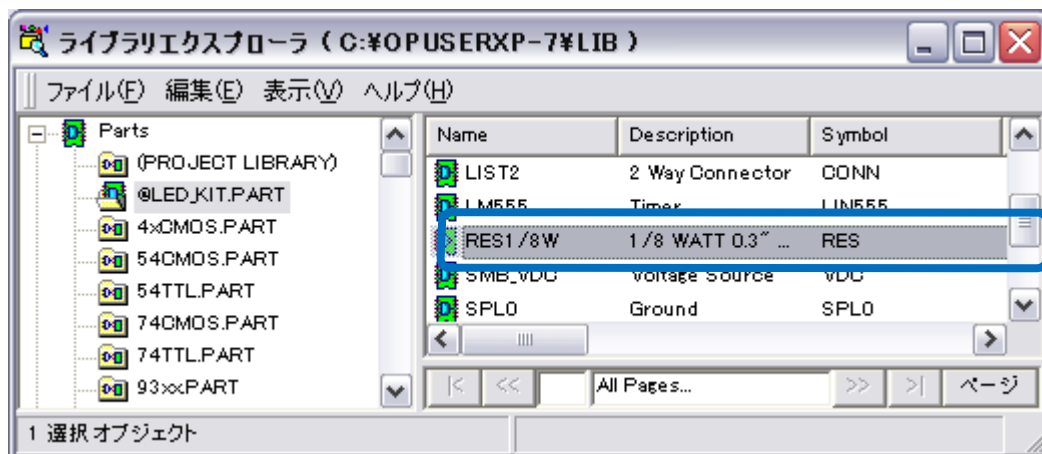 ライブラリエクスプローラ ( C:¥OPUSERXP-7¥LIB )
ファイル(F) 編集(E) 表示(V) ヘルプ(H)
Parts
(PROJECT LIBRARY)
@LED_KIT.PART
4xCMOS.PART
54CMOS.PART
54TTL.PART
74CMOS.PART
74TTL.PART
93xx.PART
Name Description Symbol
LIST2 2 Way Connector CONN
LM555 Timer LIN555
RES1/8W 1/8 WATT 0.3" ... RES
SMB_VDC Voltage Source VDC
SPL0 Ground SPL0
|< << All Pages... >> >| ページ
1 選択オブジェクト